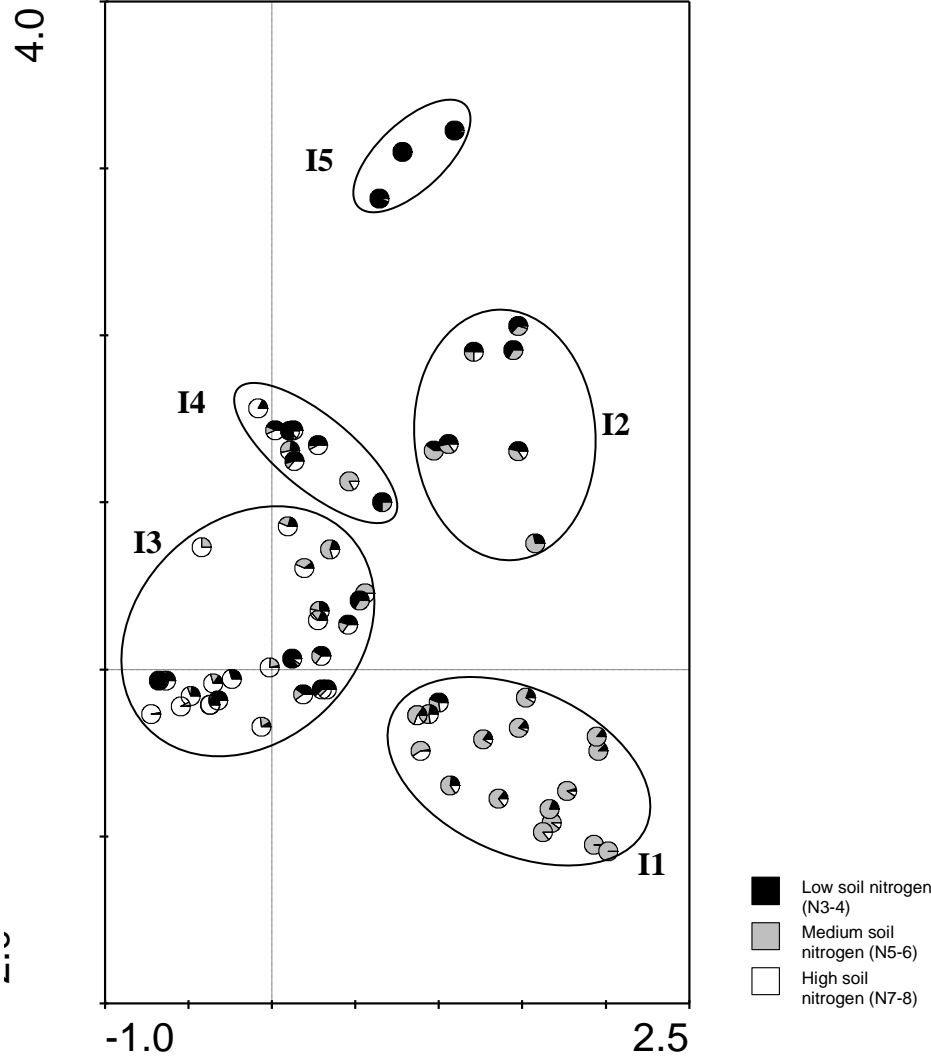 4.0
I5
I4
I2
I3
I1
Low soil nitrogen
(N3-4)
Medium soil
nitrogen (N5-6)
High soil
nitrogen (N7-8)
-1.0
2.5